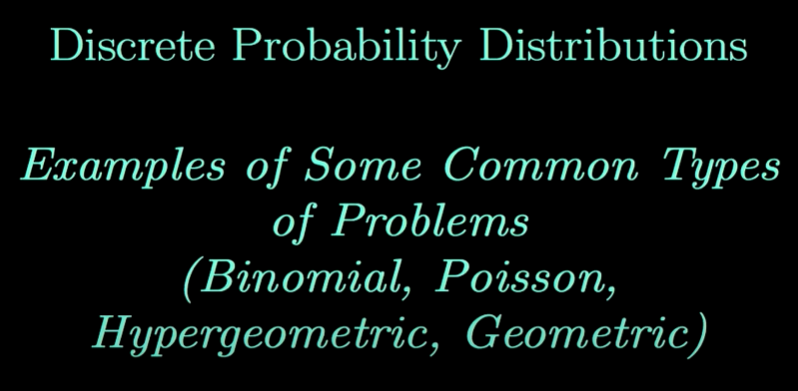 Discrete Probability Distributions
Examples of Some Common Types
of Problems
(Binomial, Poisson,
Hypergeometric, Geometric)